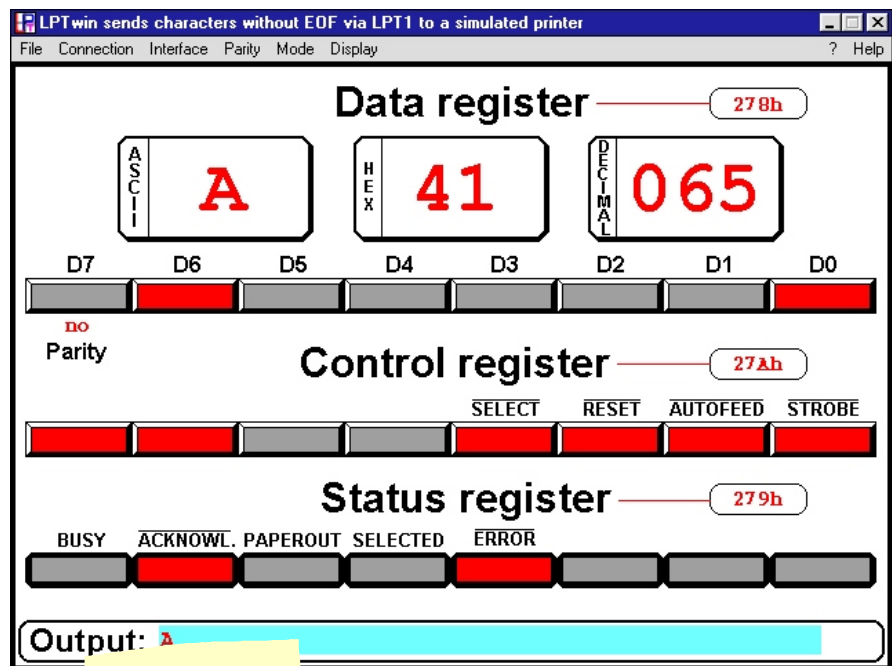 LPTwin sends characters without EOF via LPT1 to a simulated printer
File Connection Interface Parity Mode Display ? Help
Data register 278h
ASCII A HEX 41 DECIMAL 065
D7 D6 D5 D4 D3 D2 D1 D0
no
Parity
Control register 27Ah
SELECT RESET AUTOFEED STROBE
Status register 279h
BUSY ACKNOWL. PAPEROUT SELECTED ERROR
Output: A